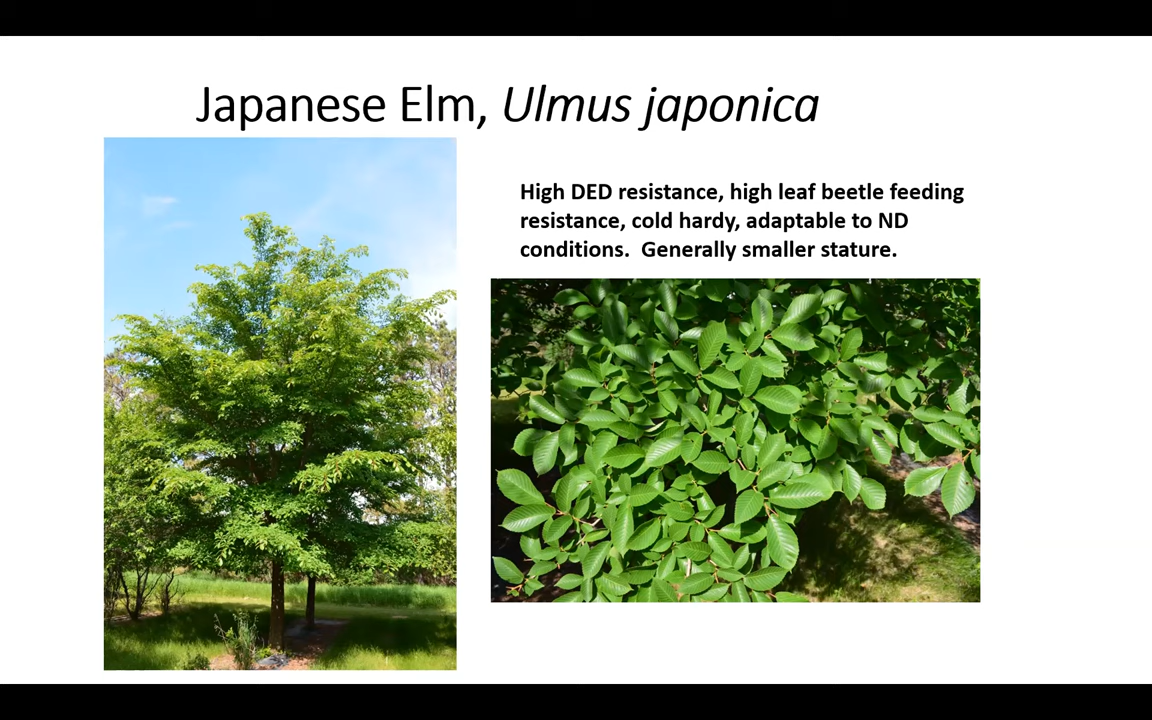 Japanese Elm, Ulmus japonica
High DED resistance, high leaf beetle feeding
resistance, cold hardy, adaptable to ND
conditions.  Generally smaller stature.